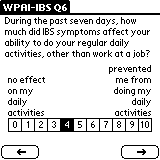 WPAI-IBS Q6
During the past seven days, how
much did IBS symptoms affect your
ability to do your regular daily
activities, other than work at a job?
prevented
no effect me from
on my doing my
daily daily
activities activities
0 1 2 3 4 5 6 7 8 9 10